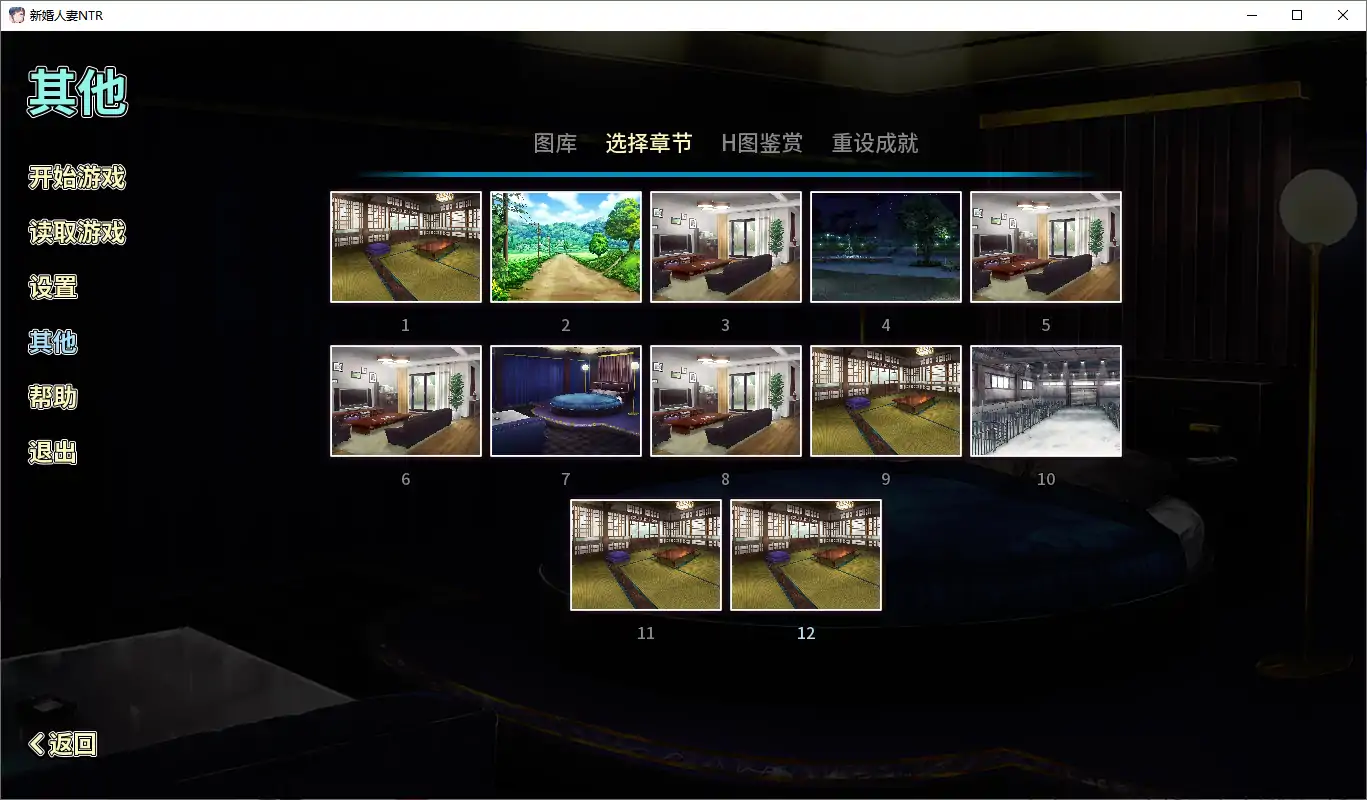 新婚人妻NTR
其他
开始游戏
读取游戏
设置
其他
帮助
退出
返回
图库 选择章节 H图鉴赏 重设成就
1 2 3 4 5
6 7 8 9 10
11 12